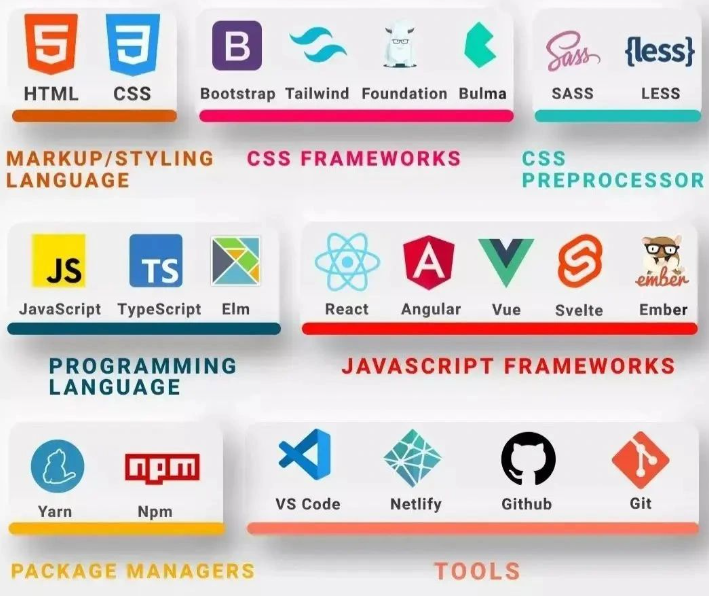 HTML CSS
Bootstrap Tailwind Foundation Bulma
Sass {less}
SASS LESS
MARKUP/STYLING
LANGUAGE
CSS FRAMEWORKS
CSS
PREPROCESSOR
JS TS
JavaScript TypeScript Elm
ember
React Angular Vue Svelte Ember
PROGRAMMING
LANGUAGE
JAVASCRIPT FRAMEWORKS
npm
Yarn Npm
VS Code Netlify Github Git
PACKAGE MANAGERS
TOOLS